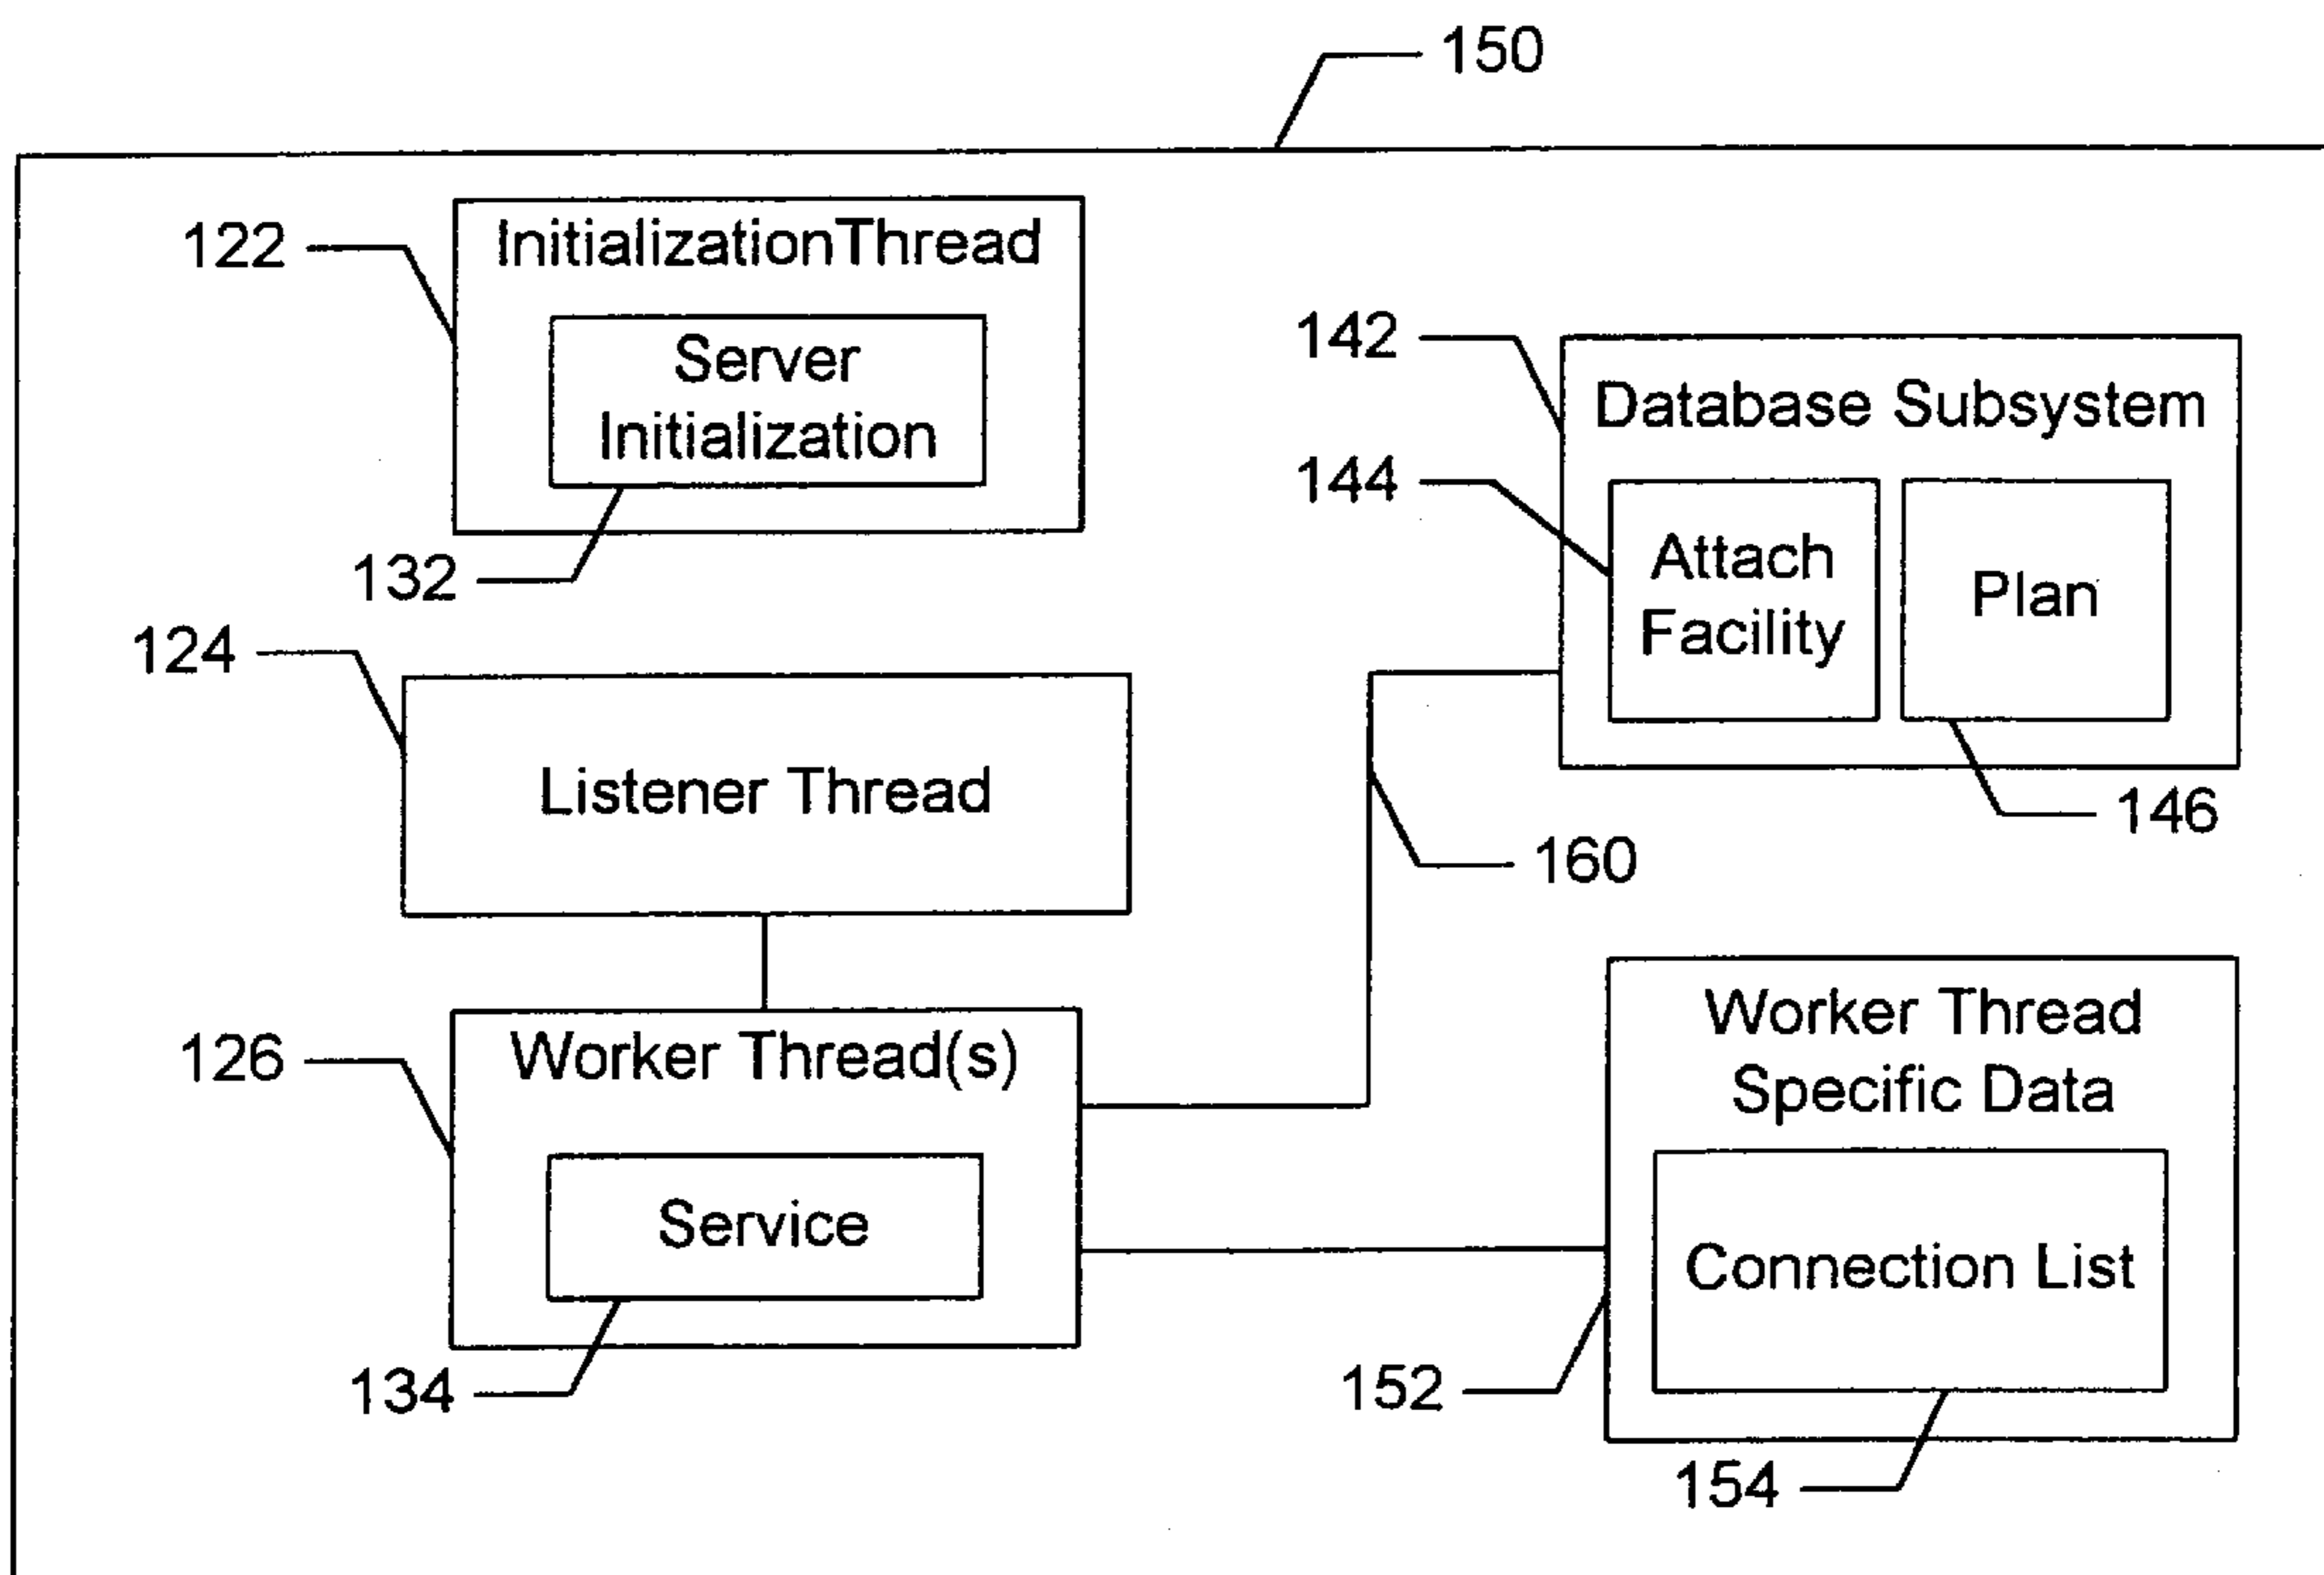 150
122
InitializationThread
Server
Initialization
132
142
Database Subsystem
144
Attach
Facility
Plan
146
124
Listener Thread
160
126
Worker Thread(s)
Service
134
Worker Thread
Specific Data
Connection List
152
154